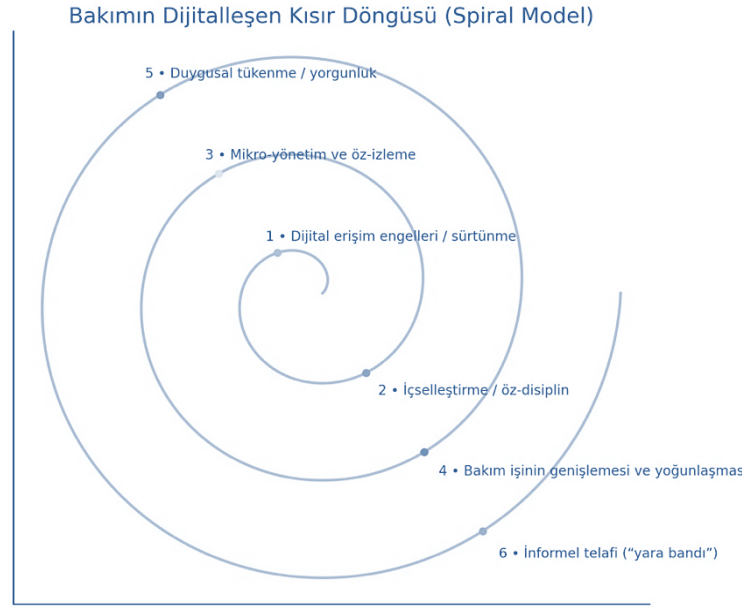 Bakımın Dijitalleşen Kısır Döngüsü (Spiral Model)
5 • Duygusal tükenme / yorgunluk
3 • Mikro-yönetim ve öz-izleme
1 • Dijital erişim engelleri / sürtünme
2 • İçselleştirme / öz-disiplin
4 • Bakım işinin genişlemesi ve yoğunlaşmas
6 • İnformel telafi (“yara bandı”)